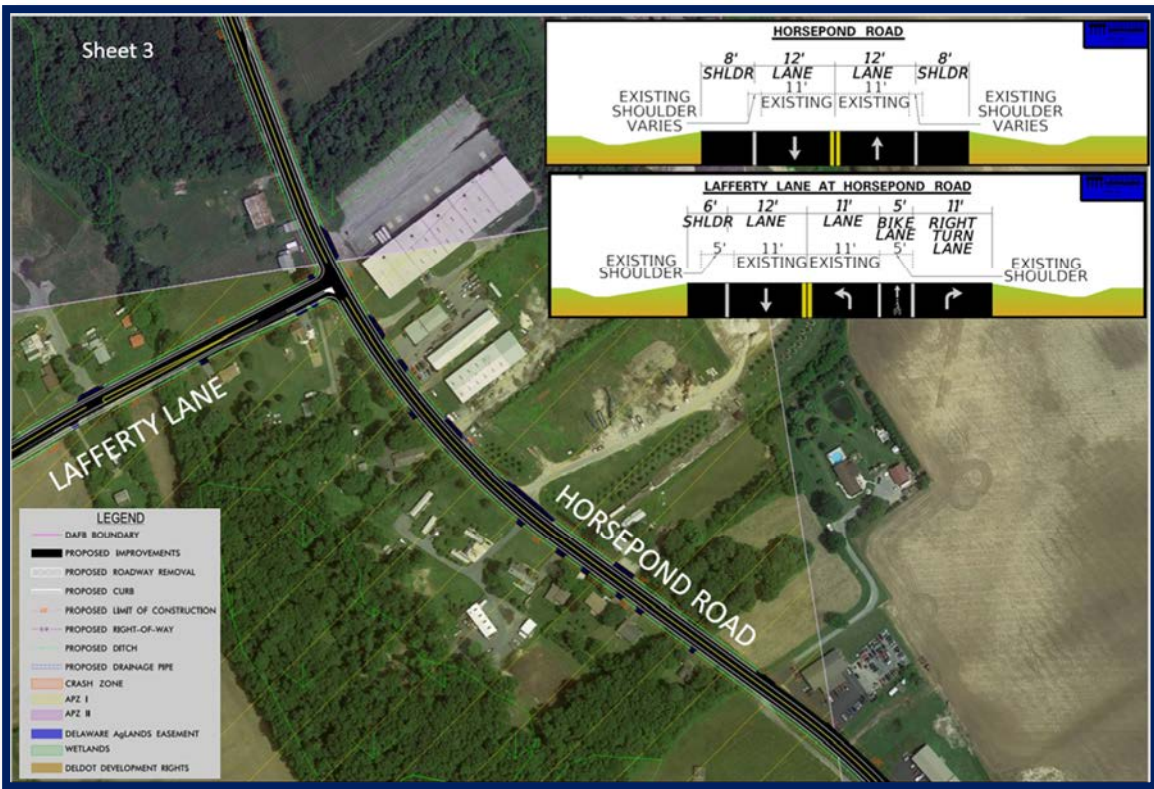 Sheet 3
HORSEPOND ROAD
8' 12' 12' 8'
SHLDR LANE LANE SHLDR
11' 11'
EXISTING EXISTING
EXISTING
SHOULDER
VARIES
EXISTING
SHOULDER
VARIES
LAFFERTY LANE AT HORSEPOND ROAD
6' 12' 11' 5' 11'
SHLDR LANE LANE BIKE LANE RIGHT TURN LANE
5' 11' 11' 5'
EXISTING EXISTING
EXISTING
SHOULDER
EXISTING
SHOULDER
LAFFERTY LANE
HORSEPOND ROAD
LEGEND
DAFB BOUNDARY
PROPOSED IMPROVEMENTS
PROPOSED ROADWAY REMOVAL
PROPOSED CURB
PROPOSED LIMIT OF CONSTRUCTION
PROPOSED RIGHT-OF-WAY
PROPOSED DITCH
PROPOSED DRAINAGE PIPE
CRASH ZONE
APZ I
APZ II
DELAWARE AgLANDS EASEMENT
WETLANDS
DELDOT DEVELOPMENT RIGHTS